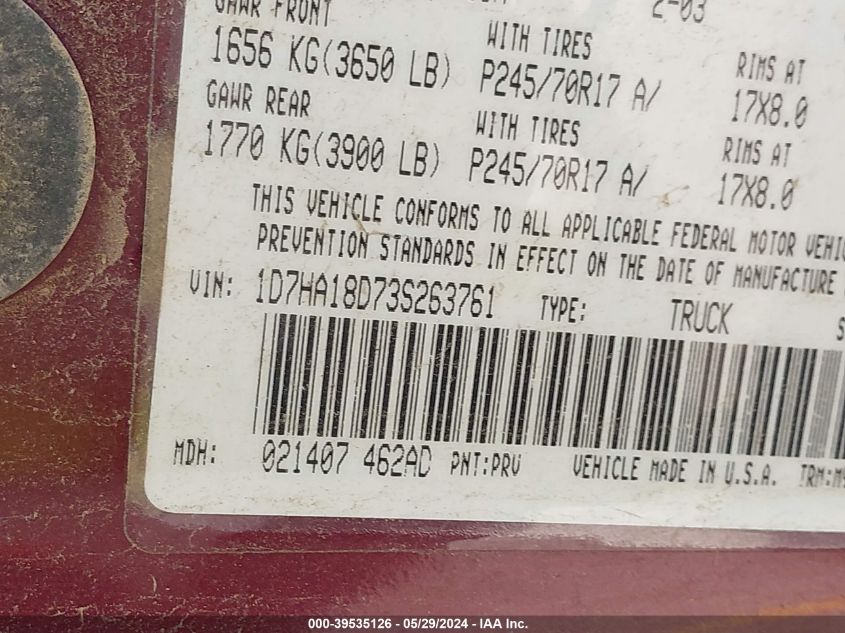 GAWR FRONT
2-03
1656 KG(3650 LB)
WITH TIRES
P245/70R17 A/
RIMS AT
17X8.0
GAWR REAR
1770 KG(3900 LB)
WITH TIRES
P245/70R17 A/
RIMS AT
17X8.0
THIS VEHICLE CONFORMS TO ALL APPLICABLE FEDERAL MOTOR VEHIC
PREVENTION STANDARDS IN EFFECT ON THE DATE OF MANUFACTURE
VIN: 1D7HA18D73S263761 TYPE: TRUCK
MDH: 021407 462AD PNT:PRV VEHICLE MADE IN U.S.A. TRM:M9
000-39535126 - 05/29/2024 - IAA Inc.